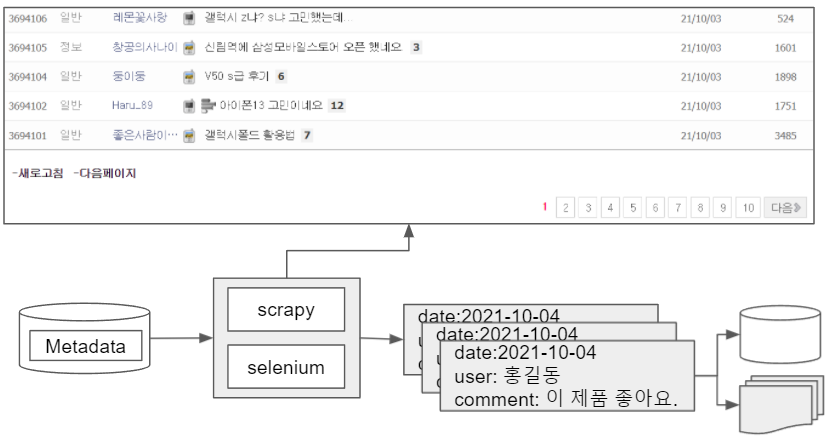 3694106 일반 레몬꽃사랑 갤럭시 z냐? s냐 고민했는데... 21/10/03 524
3694105 정보 창공의사나이 신림역에 삼성모바일스토어 오픈 했네요 3 21/10/03 1601
3694104 일반 둥이둥 V50 s급 후기 6 21/10/03 1898
3694102 일반 Haru_89 아이폰13 고민이네요 12 21/10/03 1751
3694101 일반 좋은사람이… 갤럭시폴드 활용법 7 21/10/03 3485
-새로고침 -다음페이지
1 2 3 4 5 6 7 8 9 10 다음
Metadata
scrapy
selenium
date:2021-10-04
date:2021-10-04
date:2021-10-04
user: 홍길동
comment: 이 제품 좋아요.